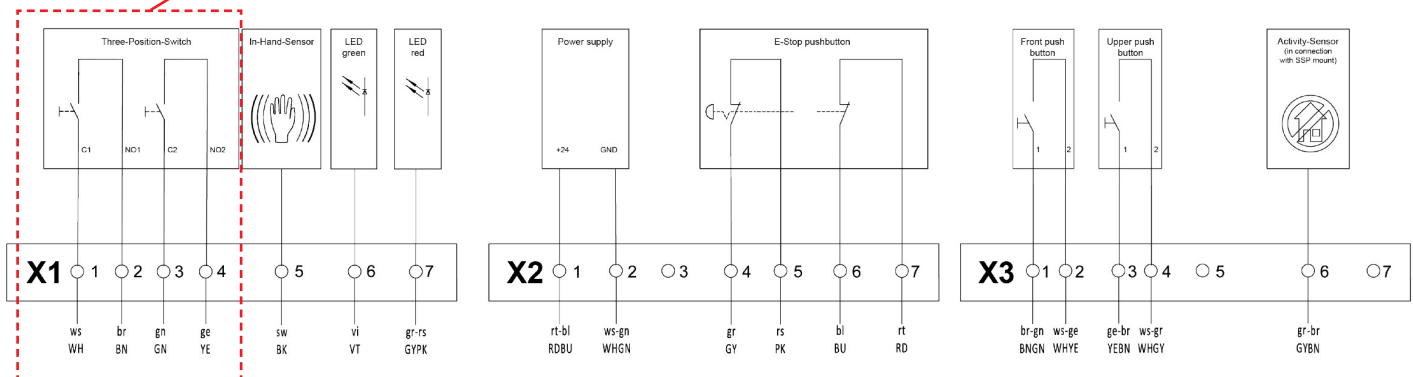 Three-Position-Switch
C1 NO1 C2 NO2
In-Hand-Sensor
LED
green
LED
red
Power supply
+24 GND
E-Stop pushbutton
Front push
button
1 2
Upper push
button
1 2
Activity-Sensor
(in connection
with SSP mount)
X1 1 2 3 4 5 6 7
X2 1 2 3 4 5 6 7
X3 1 2 3 4 5 6 7
ws br gn ge sw vi gr-rs
WH BN GN YE BK VT GYPK
rt-bl ws-gn gr rs bl rt
RDBU WHGN GY PK BU RD
br-gn ws-ge ge-br ws-gr gr-br
BNGN WHYE YEBN WHGY GYBN